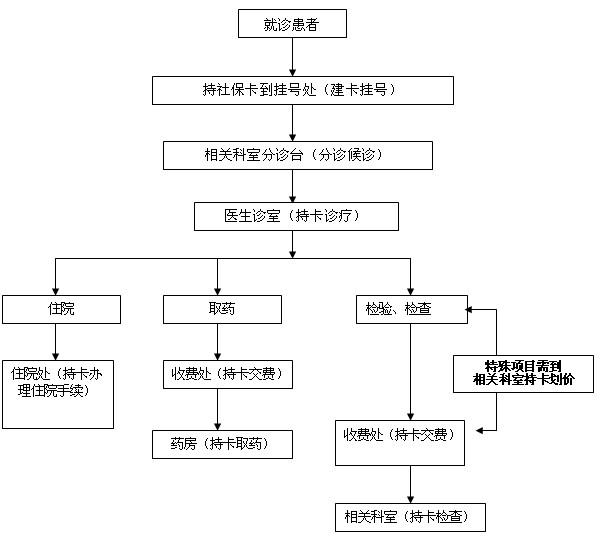 就诊患者
持社保卡到挂号处（建卡挂号）
相关科室分诊台（分诊候诊）
医生诊室（持卡诊疗）
住院
取药
检验、检查
住院处（持卡办
理住院手续）
收费处（持卡交费）
特殊项目需到
相关科室持卡划价
药房（持卡取药）
收费处（持卡交费）
相关科室（持卡检查）